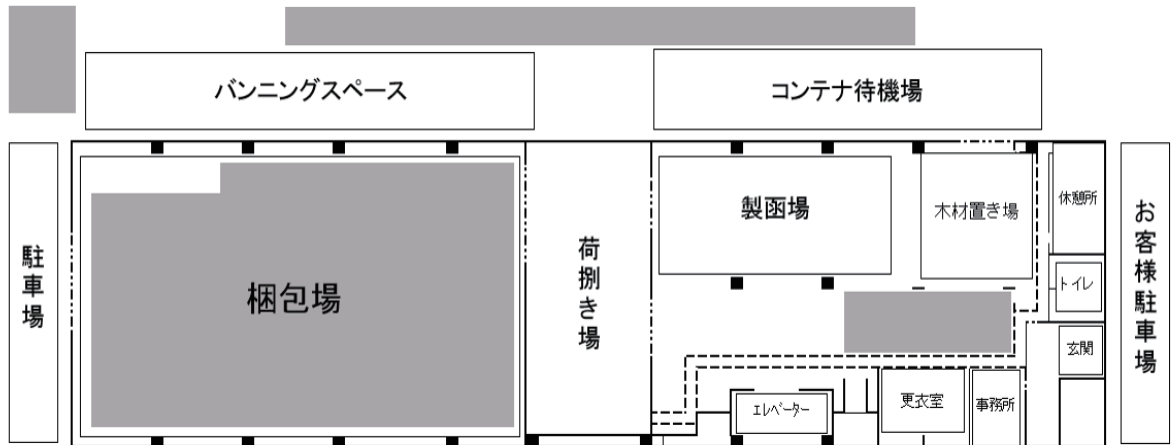 バンニングスペース
コンテナ待機場
駐車場
梱包場
荷捌き場
製函場
木材置き場
休憩所
トイレ
玄関
エレベーター
更衣室
事務所
お客様駐車場